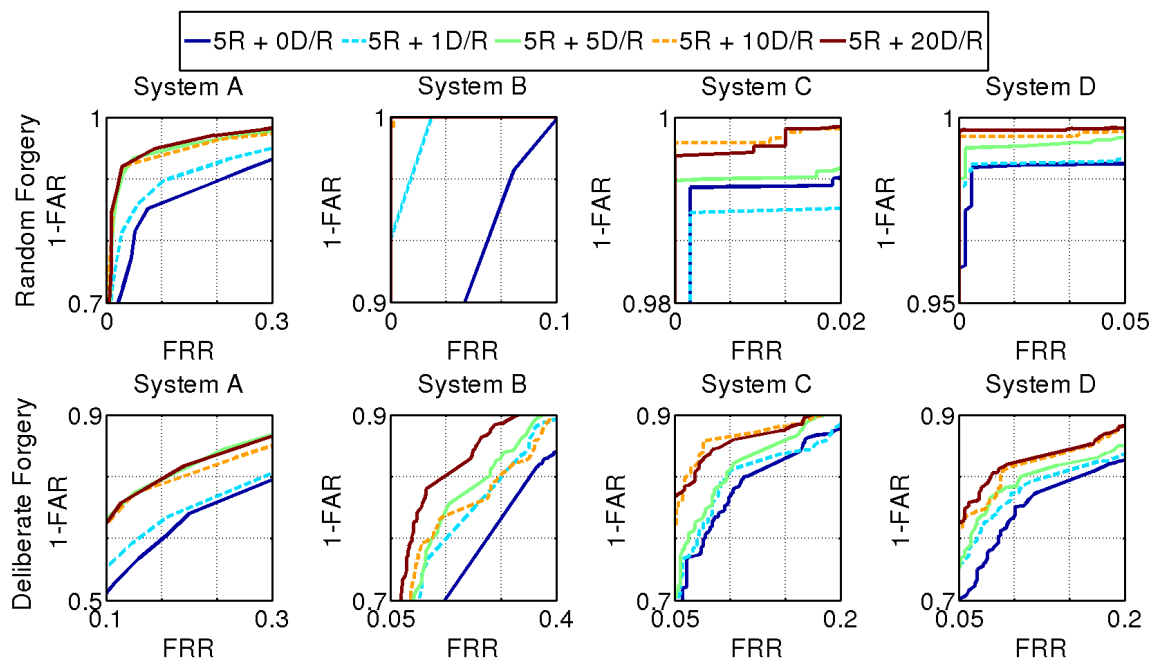 5R + 0D/R 5R + 1D/R 5R + 5D/R 5R + 10D/R 5R + 20D/R
System A System B System C System D
Random Forgery
1-FAR 1-FAR 1-FAR 1-FAR
1 1 1 1
0.7 0.9 0.98 0.95
0 0.3 0 0.1 0 0.02 0 0.05
FRR FRR FRR FRR
System A System B System C System D
Deliberate Forgery
1-FAR 1-FAR 1-FAR 1-FAR
0.9 0.9 0.9 0.9
0.5 0.7 0.7 0.7
0.1 0.3 0.05 0.4 0.05 0.2 0.05 0.2
FRR FRR FRR FRR